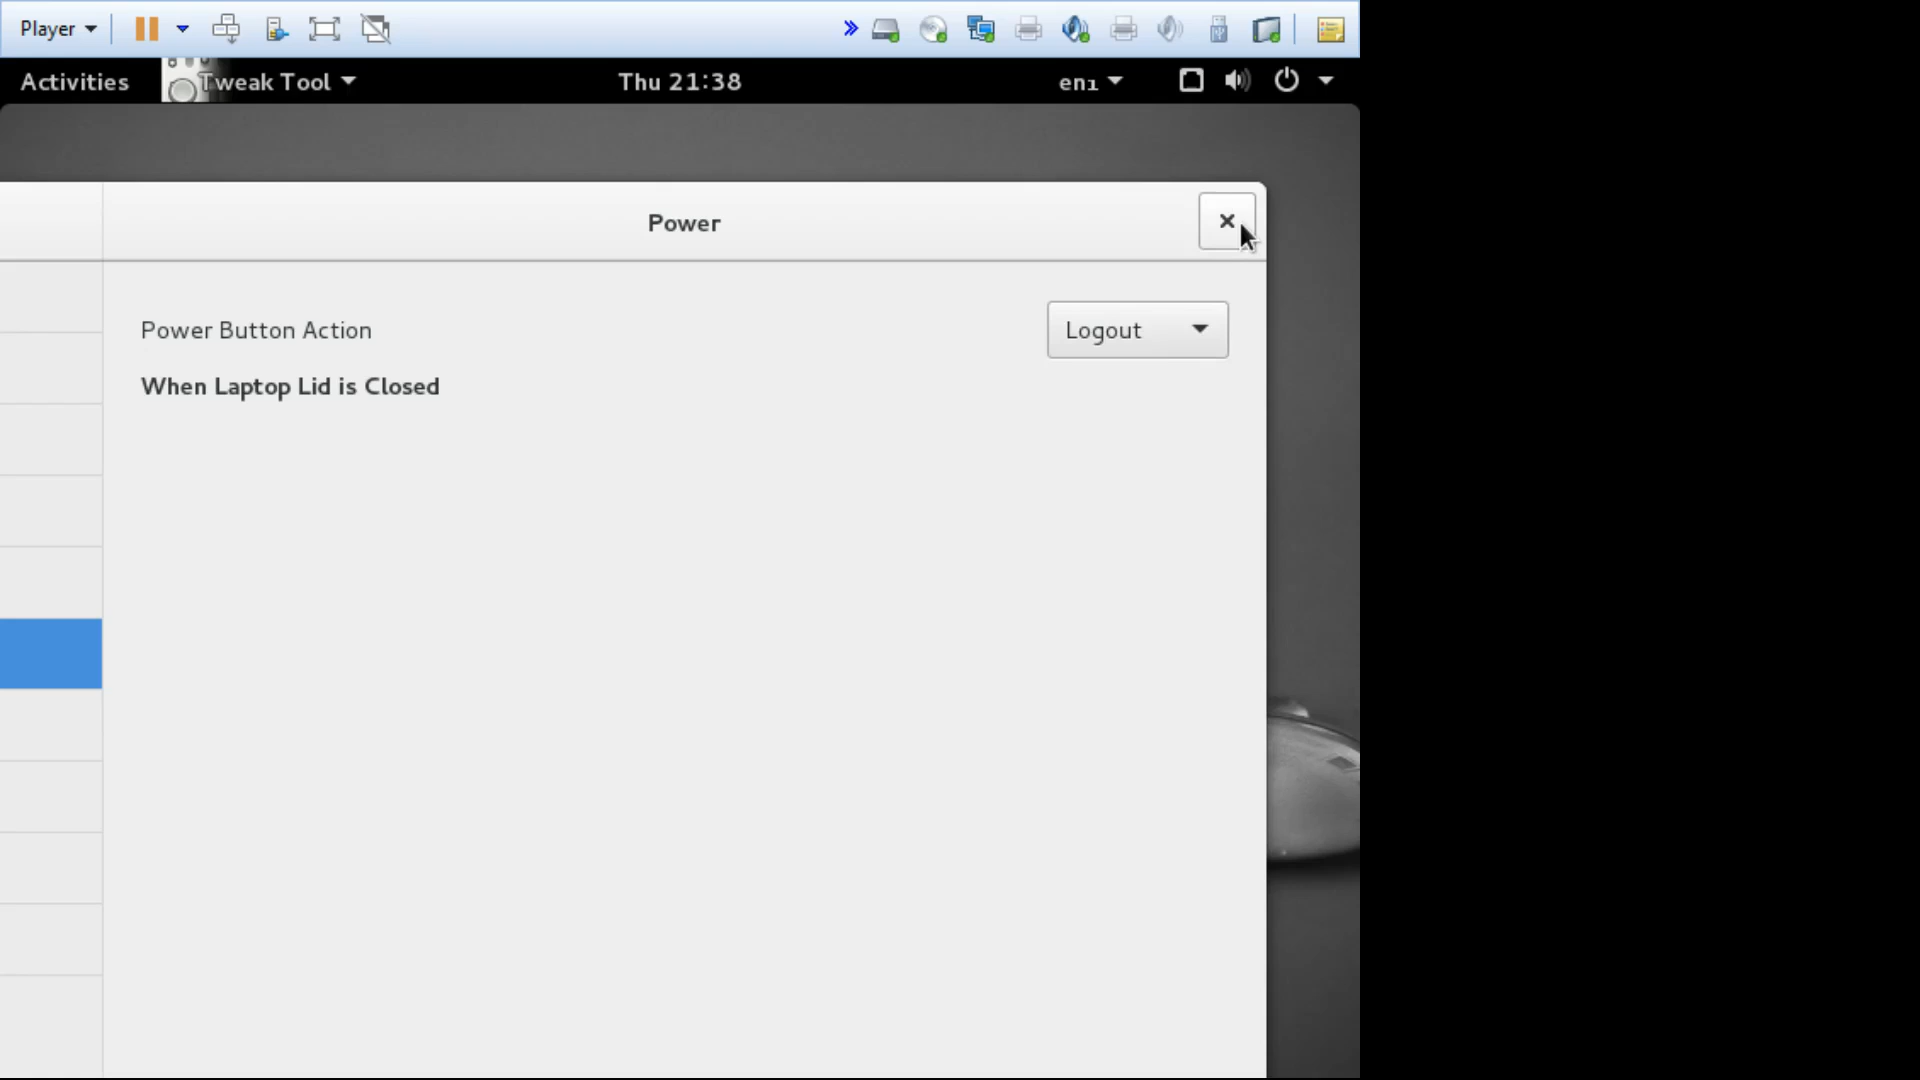 Player
Activities Tweak Tool Thu 21:38 en1
Power
Power Button Action Logout
When Laptop Lid is Closed